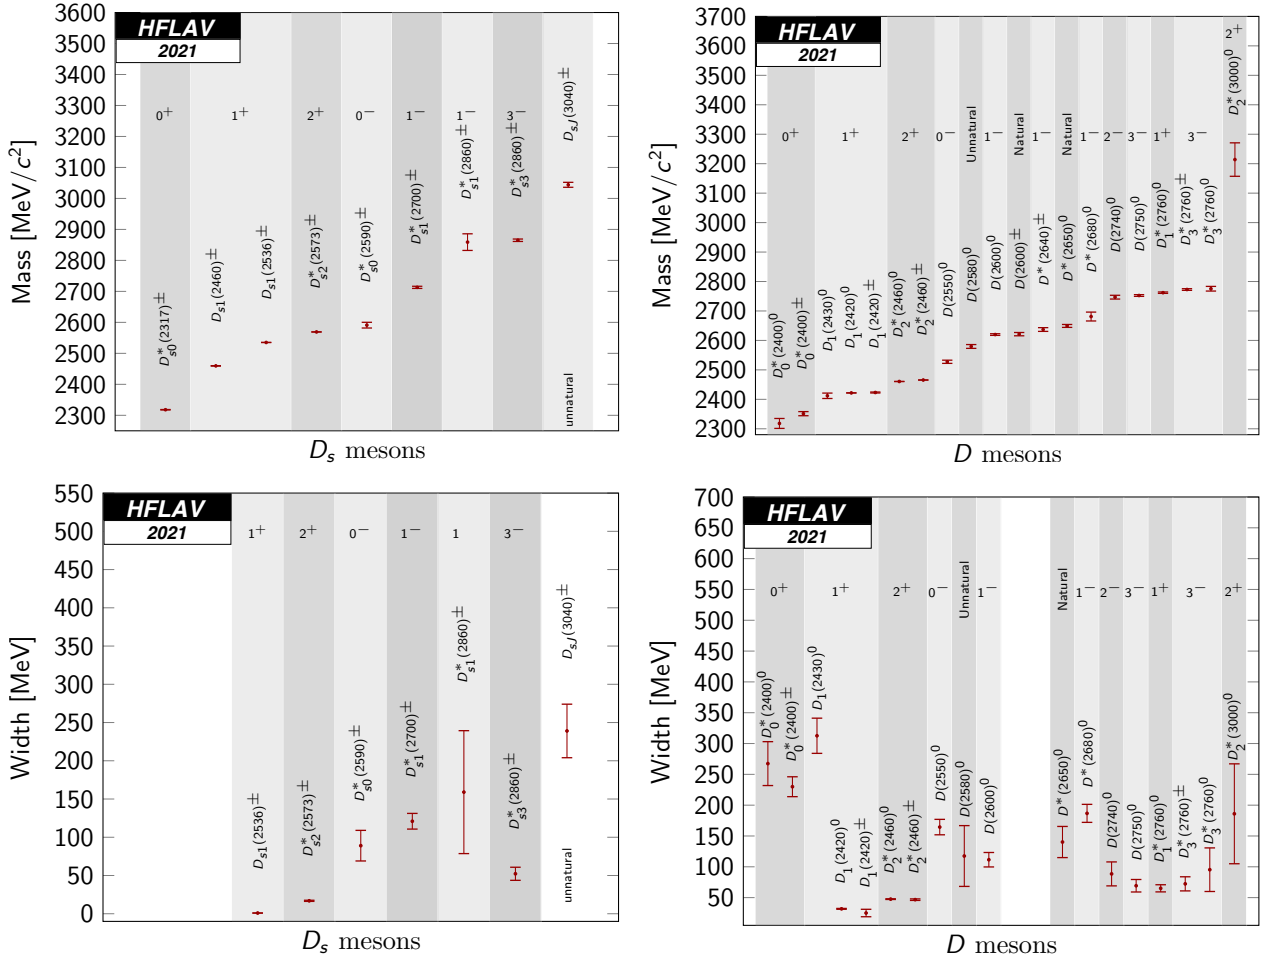 HFLAV
2021
Mass [MeV/c²]
3600
3500
3400
3300
3200
3100
3000
2900
2800
2700
2600
2500
2400
2300
0⁺ 1⁺ 2⁺ 0⁻ 1⁻ 1⁻ 3⁻
D*s0(2317)±
Ds1(2460)±
Ds1(2536)±
D*s2(2573)±
D*s0(2590)±
D*s1(2700)±
D*s1(2860)±
D*s3(2860)±
DsJ(3040)±
unnatural
Ds mesons
HFLAV
2021
Mass [MeV/c²]
3700
3600
3500
3400
3300
3200
3100
3000
2900
2800
2700
2600
2500
2400
2300
0⁺ 1⁺ 2⁺ 0⁻ Unnatural 1⁻ Natural 1⁻ Natural 1⁻ 2⁻ 3⁻ 1⁺ 3⁻ 2⁺
D*0(2400)⁰
D*0(2400)±
D1(2430)⁰
D1(2420)⁰
D1(2420)±
D*2(2460)⁰
D*2(2460)±
D(2550)⁰
D(2580)⁰
D(2600)⁰
D(2600)±
D*(2640)±
D*(2650)⁰
D*(2680)⁰
D(2740)⁰
D(2750)⁰
D*1(2760)⁰
D*3(2760)±
D*3(2760)⁰
D*2(3000)⁰
D mesons
HFLAV
2021
Width [MeV]
550
500
450
400
350
300
250
200
150
100
50
0
1⁺ 2⁺ 0⁻ 1⁻ 1 3⁻
Ds1(2536)±
D*s2(2573)±
D*s0(2590)±
D*s1(2700)±
D*s1(2860)±
D*s3(2860)±
DsJ(3040)±
unnatural
Ds mesons
HFLAV
2021
Width [MeV]
700
650
600
550
500
450
400
350
300
250
200
150
100
50
0⁺ 1⁺ 2⁺ 0⁻ Unnatural 1⁻ Natural 1⁻ 2⁻ 3⁻ 1⁺ 3⁻ 2⁺
D*0(2400)⁰
D*0(2400)±
D1(2430)⁰
D1(2420)⁰
D1(2420)±
D*2(2460)⁰
D*2(2460)±
D(2550)⁰
D(2580)⁰
D(2600)⁰
D*(2650)⁰
D*(2680)⁰
D(2740)⁰
D(2750)⁰
D*1(2760)⁰
D*3(2760)±
D*3(2760)⁰
D*2(3000)⁰
D mesons